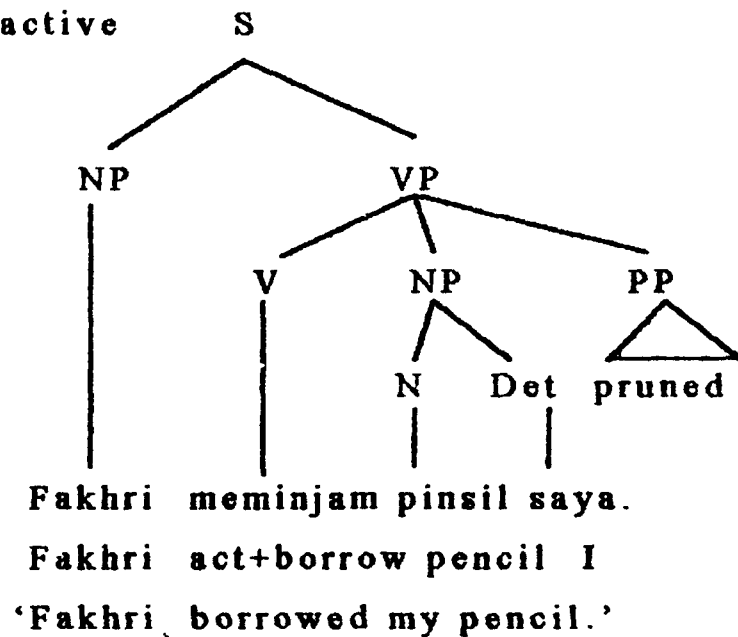 active S
NP VP
V NP PP
N Det pruned
Fakhri meminjam pinsil saya.
Fakhri act+borrow pencil I
‘Fakhri borrowed my pencil.’